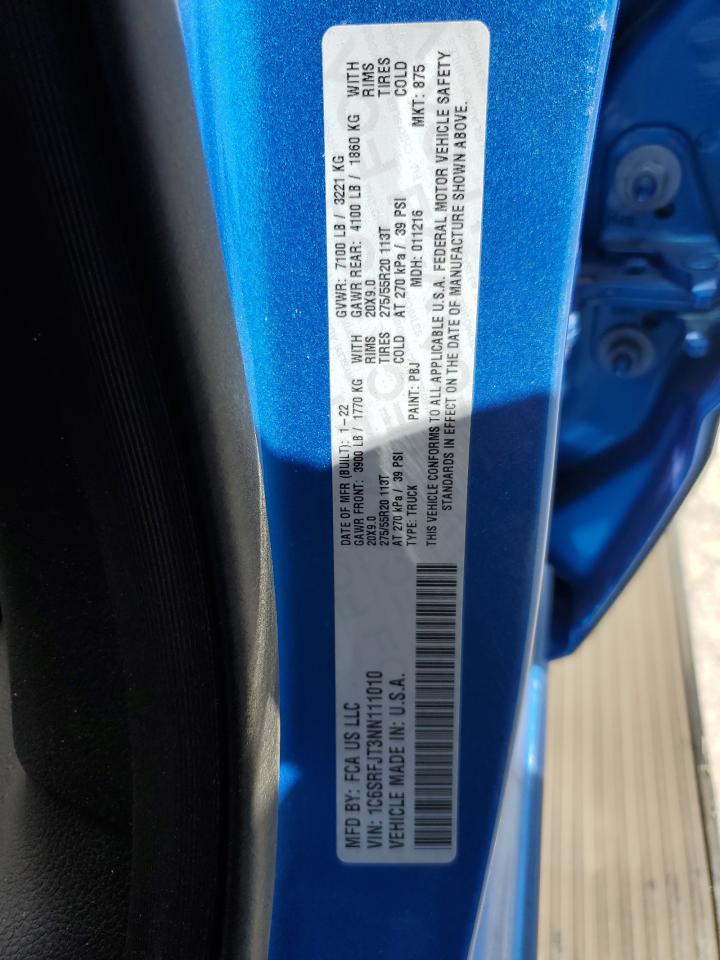 MFD BY: FCA US LLC
VIN: 1C6SRFJT3NN111010
VEHICLE MADE IN: U.S.A.
DATE OF MFR (BUILT): 1-22 GVWR: 7100 LB / 3221 KG
GAWR FRONT: 3900 LB / 1770 KG WITH GAWR REAR: 4100 LB / 1860 KG WITH
20X9.0 RIMS 20X9.0 RIMS
275/55R20 113T TIRES 275/55R20 113T TIRES
AT 270 kPa / 39 PSI COLD AT 270 kPa / 39 PSI COLD
TYPE: TRUCK PAINT: PBJ MDH: 011216 MKT: 875
THIS VEHICLE CONFORMS TO ALL APPLICABLE U.S.A. FEDERAL MOTOR VEHICLE SAFETY
STANDARDS IN EFFECT ON THE DATE OF MANUFACTURE SHOWN ABOVE.